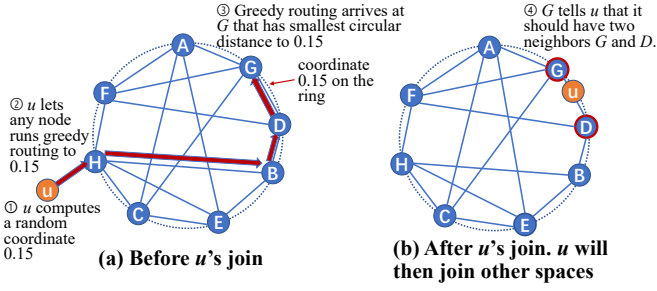 ③ Greedy routing arrives at
G that has smallest circular
distance to 0.15
coordinate
0.15 on the
ring
② u lets
any node
runs greedy
routing to
0.15
① u computes
a random
coordinate
0.15
A
G
F
D
H
B
u
C
E
(a) Before u's join
④ G tells u that it
should have two
neighbors G and D.
A
G
u
F
D
H
B
C
E
(b) After u's join. u will
then join other spaces